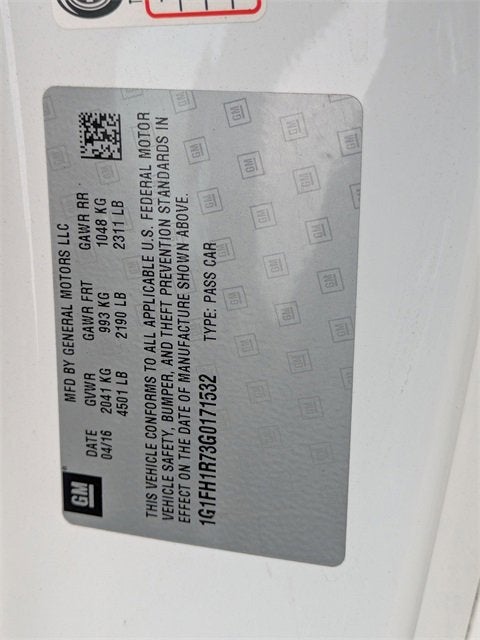 GM
MFD BY GENERAL MOTORS LLC
DATE GVWR GAWR FRT GAWR RR
04/16 2041 KG 993 KG 1048 KG
4501 LB 2190 LB 2311 LB
THIS VEHICLE CONFORMS TO ALL APPLICABLE U.S. FEDERAL MOTOR
VEHICLE SAFETY, BUMPER, AND THEFT PREVENTION STANDARDS IN
EFFECT ON THE DATE OF MANUFACTURE SHOWN ABOVE.
1G1FH1R73G0171532 TYPE: PASS CAR